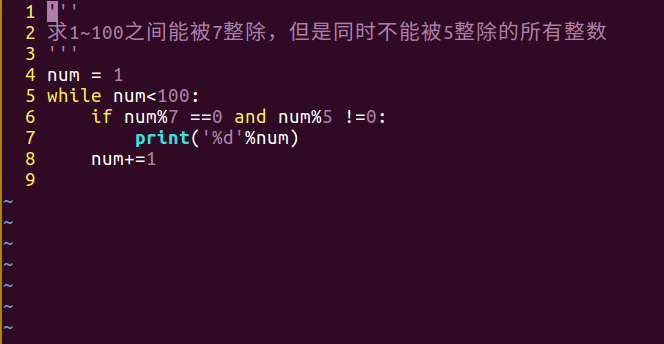 1 '''
2 求1~100之间能被7整除，但是同时不能被5整除的所有整数
3 '''
4 num = 1
5 while num<100:
6     if num%7 ==0 and num%5 !=0:
7         print('%d'%num)
8     num+=1
9
~
~
~
~
~
~
~